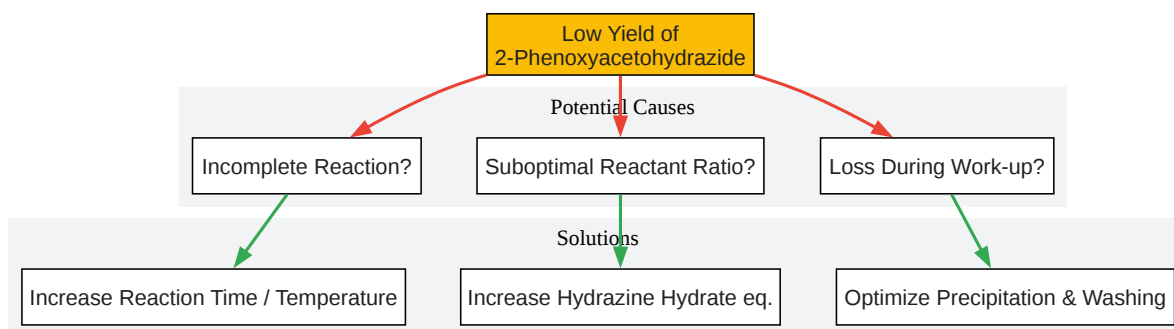 Low Yield of
2-Phenoxyacetohydrazide
Potential Causes
Incomplete Reaction?
Suboptimal Reactant Ratio?
Loss During Work-up?
Solutions
Increase Reaction Time / Temperature
Increase Hydrazine Hydrate eq.
Optimize Precipitation & Washing